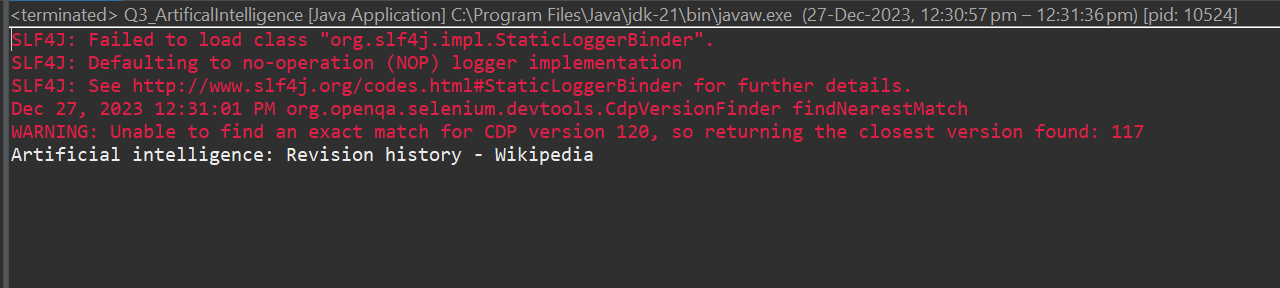 <terminated> Q3_ArtificalIntelligence [Java Application] C:\Program Files\Java\jdk-21\bin\javaw.exe (27-Dec-2023, 12:30:57 pm – 12:31:36 pm) [pid: 10524]
SLF4J: Failed to load class "org.slf4j.impl.StaticLoggerBinder".
SLF4J: Defaulting to no-operation (NOP) logger implementation
SLF4J: See http://www.slf4j.org/codes.html#StaticLoggerBinder for further details.
Dec 27, 2023 12:31:01 PM org.openqa.selenium.devtools.CdpVersionFinder findNearestMatch
WARNING: Unable to find an exact match for CDP version 120, so returning the closest version found: 117
Artificial intelligence: Revision history - Wikipedia